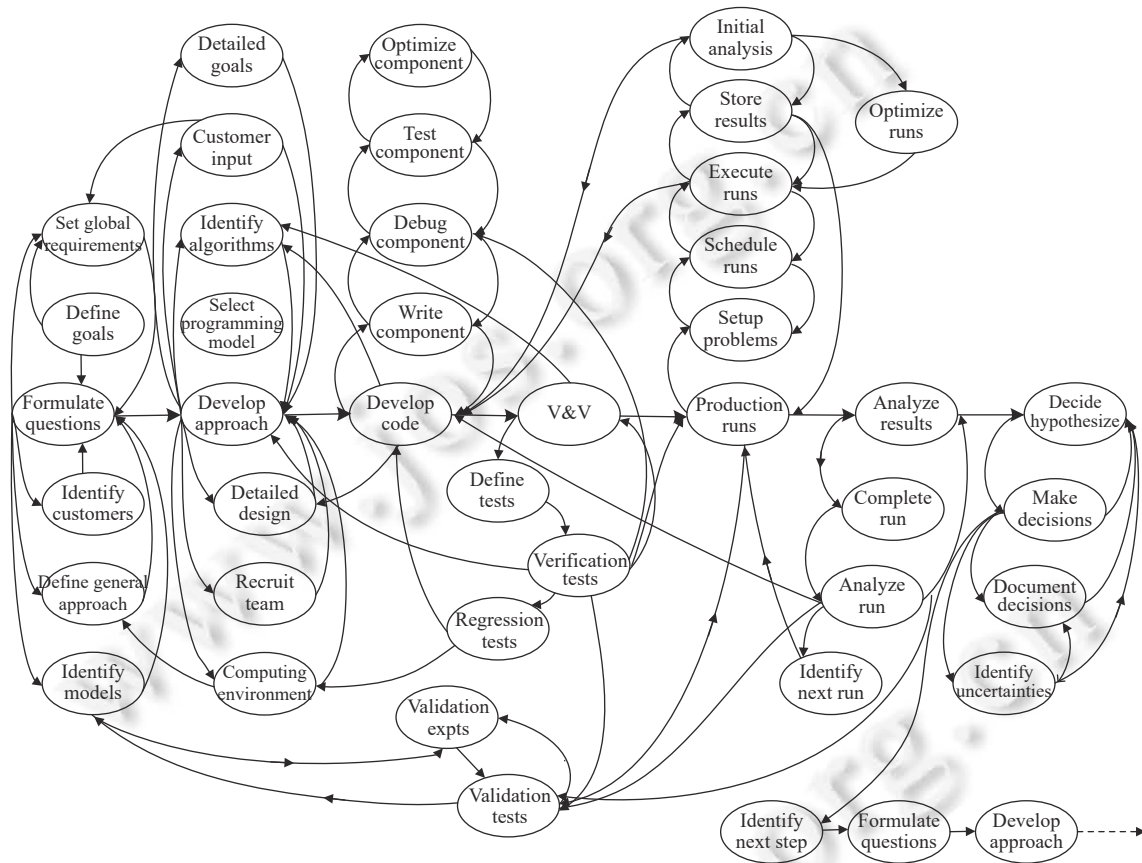 Detailed
goals
Customer
input
Identify
algorithms
Select
programming
model
Set global
requirements
Define
goals
Formulate
questions
Identify
customers
Define general
approach
Identify
models
Develop
approach
Detailed
design
Recruit
team
Computing
environment
Optimize
component
Test
component
Debug
component
Write
component
Develop
code
V&V
Define
tests
Verification
tests
Regression
tests
Validation
expts
Validation
tests
Initial
analysis
Store
results
Optimize
runs
Execute
runs
Schedule
runs
Setup
problems
Production
runs
Analyze
results
Complete
run
Analyze
run
Identify
next run
Decide
hypothesize
Make
decisions
Document
decisions
Identify
uncertainties
Identify
next step
Formulate
questions
Develop
approach